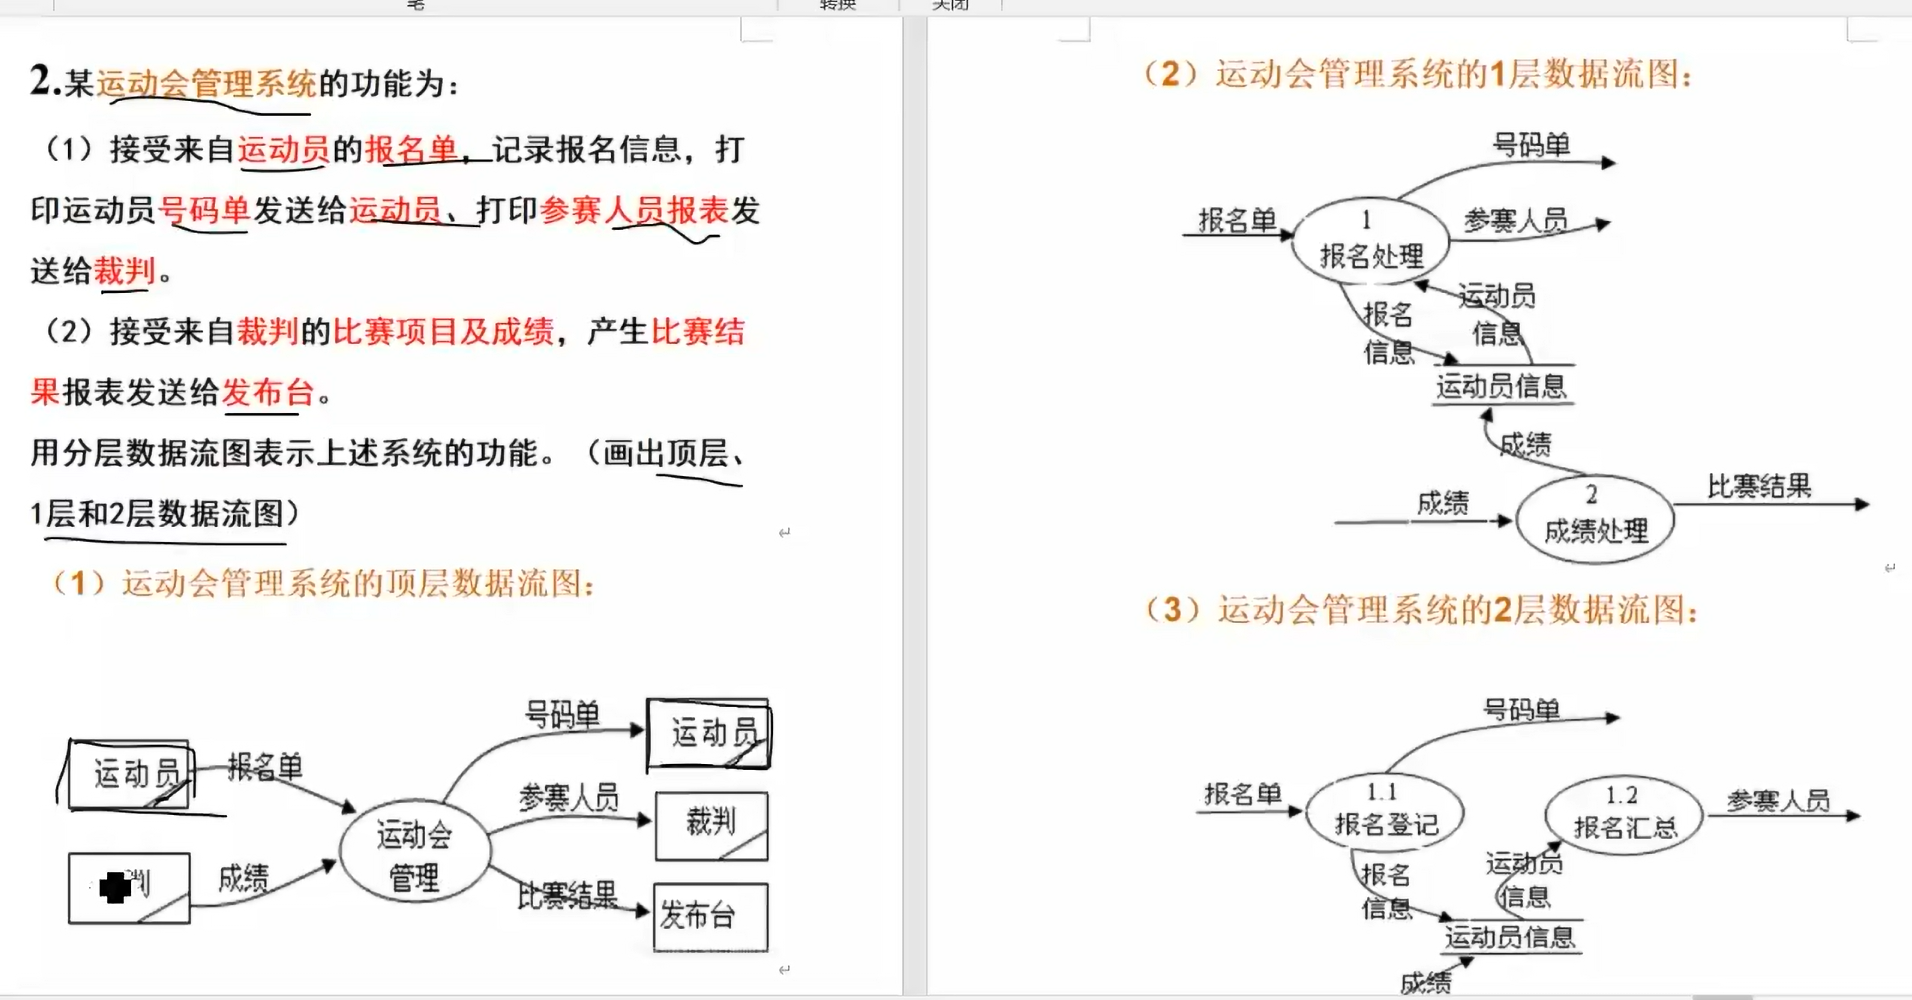 笔
转换
关闭
2.某运动会管理系统的功能为：
（1）接受来自运动员的报名单，记录报名信息，打
印运动员号码单发送给运动员、打印参赛人员报表发
送给裁判。
（2）接受来自裁判的比赛项目及成绩，产生比赛结
果报表发送给发布台。
用分层数据流图表示上述系统的功能。（画出顶层、
1层和2层数据流图）
（1）运动会管理系统的顶层数据流图：
运动员
报名单
成绩
运动会
管理
号码单
运动员
参赛人员
裁判
比赛结果
发布台
（2）运动会管理系统的1层数据流图：
号码单
报名单
1
报名处理
参赛人员
报名
信息
运动员
信息
运动员信息
成绩
成绩
2
成绩处理
比赛结果
（3）运动会管理系统的2层数据流图：
号码单
报名单
1.1
报名登记
1.2
报名汇总
参赛人员
报名
信息
运动员
信息
运动员信息
成绩